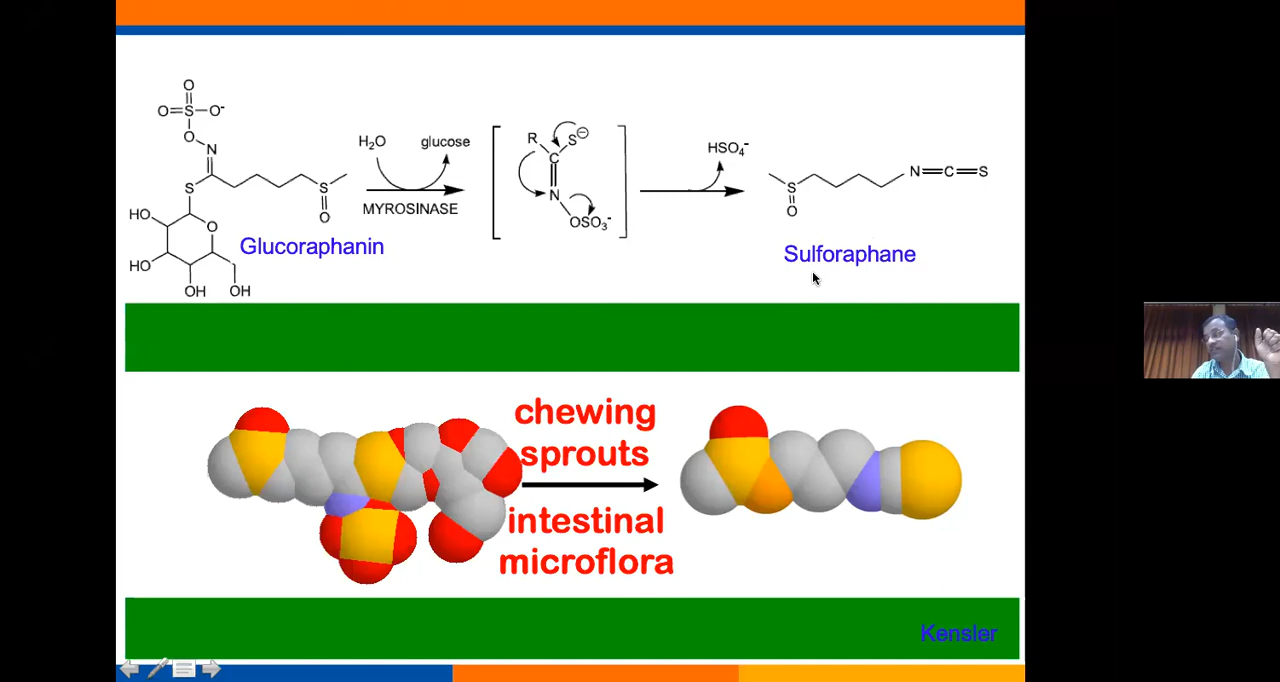 O
O=S—O⁻
O
N
S
S
O
HO
O
HO
OH
OH
Glucoraphanin
H₂O
glucose
MYROSINASE
R
S⊖
C
N
OSO₃⁻
HSO₄⁻
S
O
N=C=S
Sulforaphane
chewing
sprouts
intestinal
microflora
Kensler